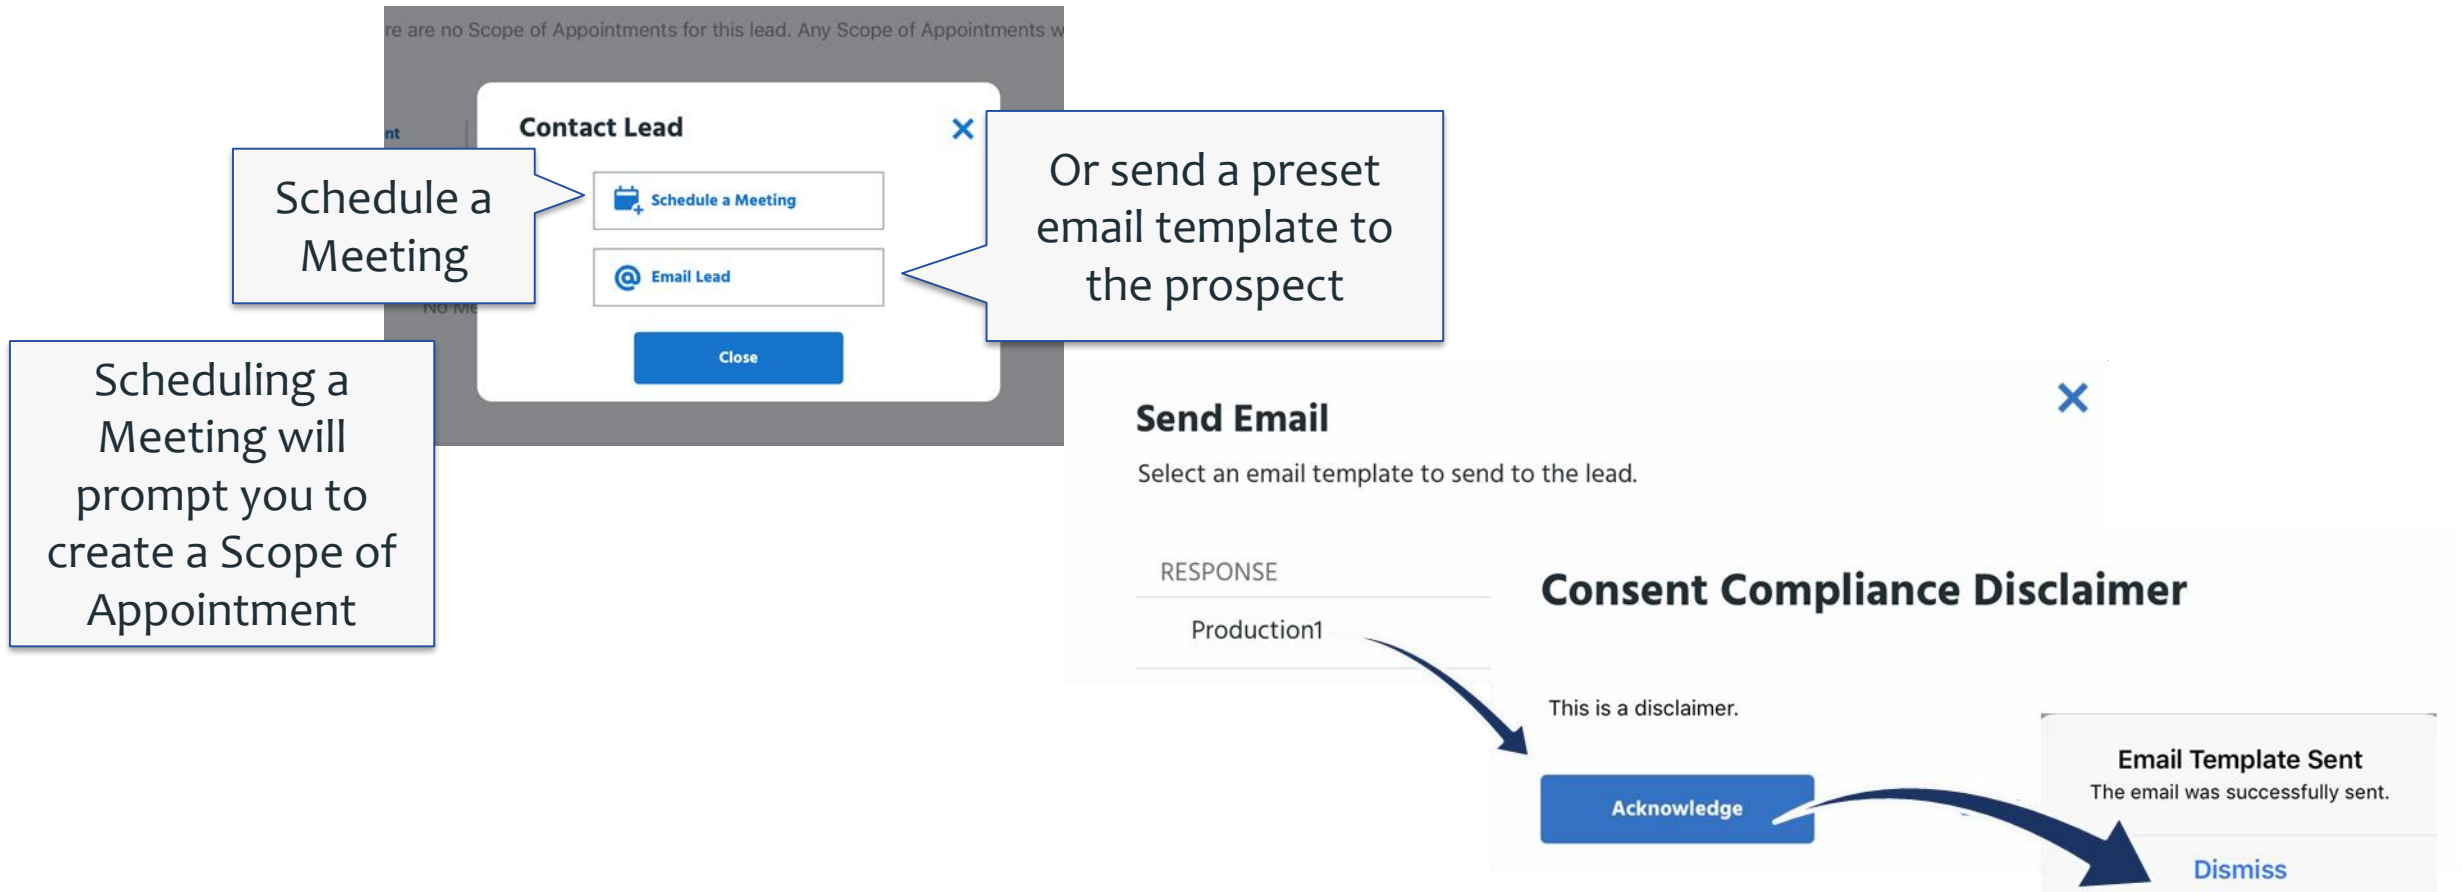 re are no Scope of Appointments for this lead. Any Scope of Appointments w
nt
Contact Lead
Schedule a Meeting
Email Lead
Close
No Me
Schedule a
Meeting
Or send a preset
email template to
the prospect
Scheduling a
Meeting will
prompt you to
create a Scope of
Appointment
Send Email
Select an email template to send to the lead.
RESPONSE
Production1
Consent Compliance Disclaimer
This is a disclaimer.
Acknowledge
Email Template Sent
The email was successfully sent.
Dismiss